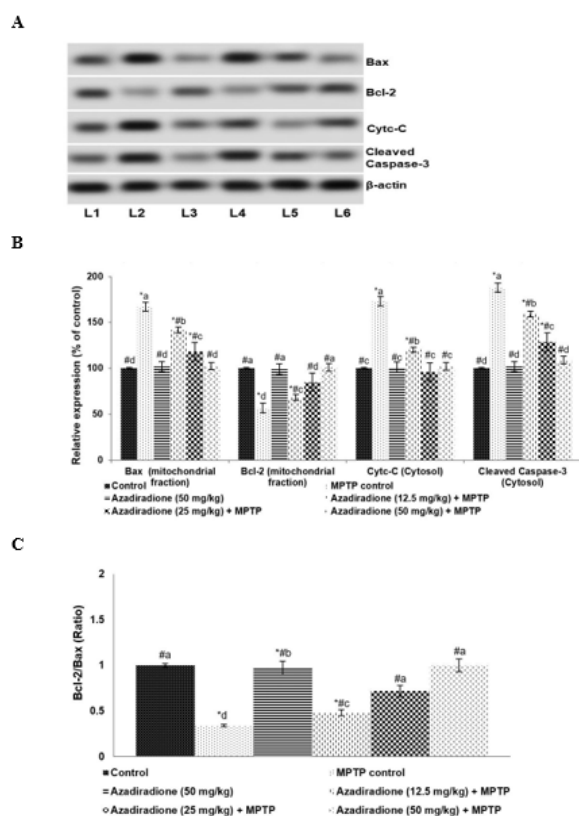 A
Bax
Bcl-2
Cytc-C
Cleaved
Caspase-3
β-actin
L1 L2 L3 L4 L5 L6
B
Relative expression (% of control)
200
150
100
50
0
#d *a #d *#b *#c #d
#a *d #a *#c #d #a
#c *a #c *#b #c #c
#d *a #d *#b *#c #d
Bax (mitochondrial fraction)
Bcl-2 (mitochondrial fraction)
Cytc-C (Cytosol)
Cleaved Caspase-3 (Cytosol)
Control
MPTP control
Azadiradione (50 mg/kg)
Azadiradione (12.5 mg/kg) + MPTP
Azadiradione (25 mg/kg) + MPTP
Azadiradione (50 mg/kg) + MPTP
C
Bcl-2/Bax (Ratio)
2
1.5
1
0.5
0
#a *d *#b *#c #a #a
Control
MPTP control
Azadiradione (50 mg/kg)
Azadiradione (12.5 mg/kg) + MPTP
Azadiradione (25 mg/kg) + MPTP
Azadiradione (50 mg/kg) + MPTP